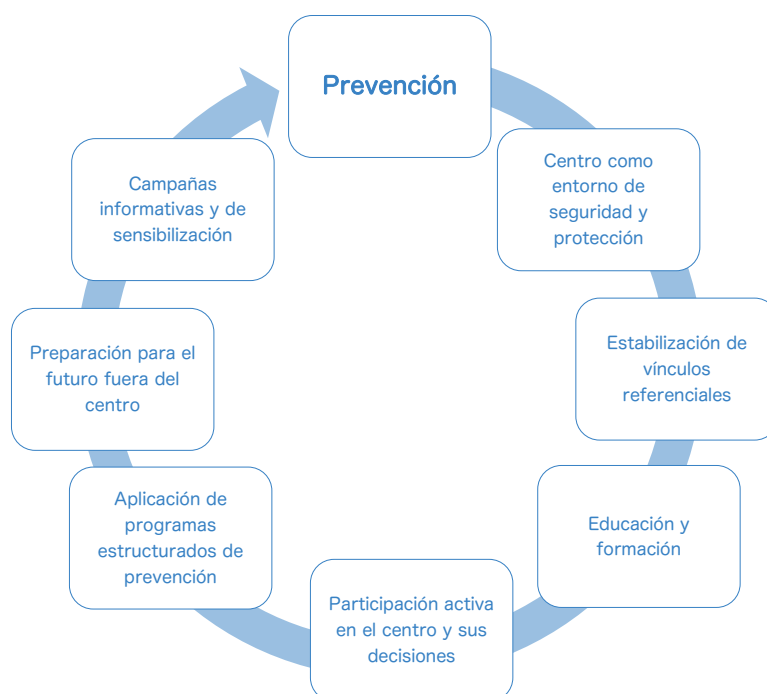 Prevención
Centro como
entorno de
seguridad y
protección
Estabilización de
vínculos
referenciales
Educación y
formación
Participación activa
en el centro y sus
decisiones
Aplicación de
programas
estructurados de
prevención
Preparación para el
futuro fuera del
centro
Campañas
informativas y de
sensibilización